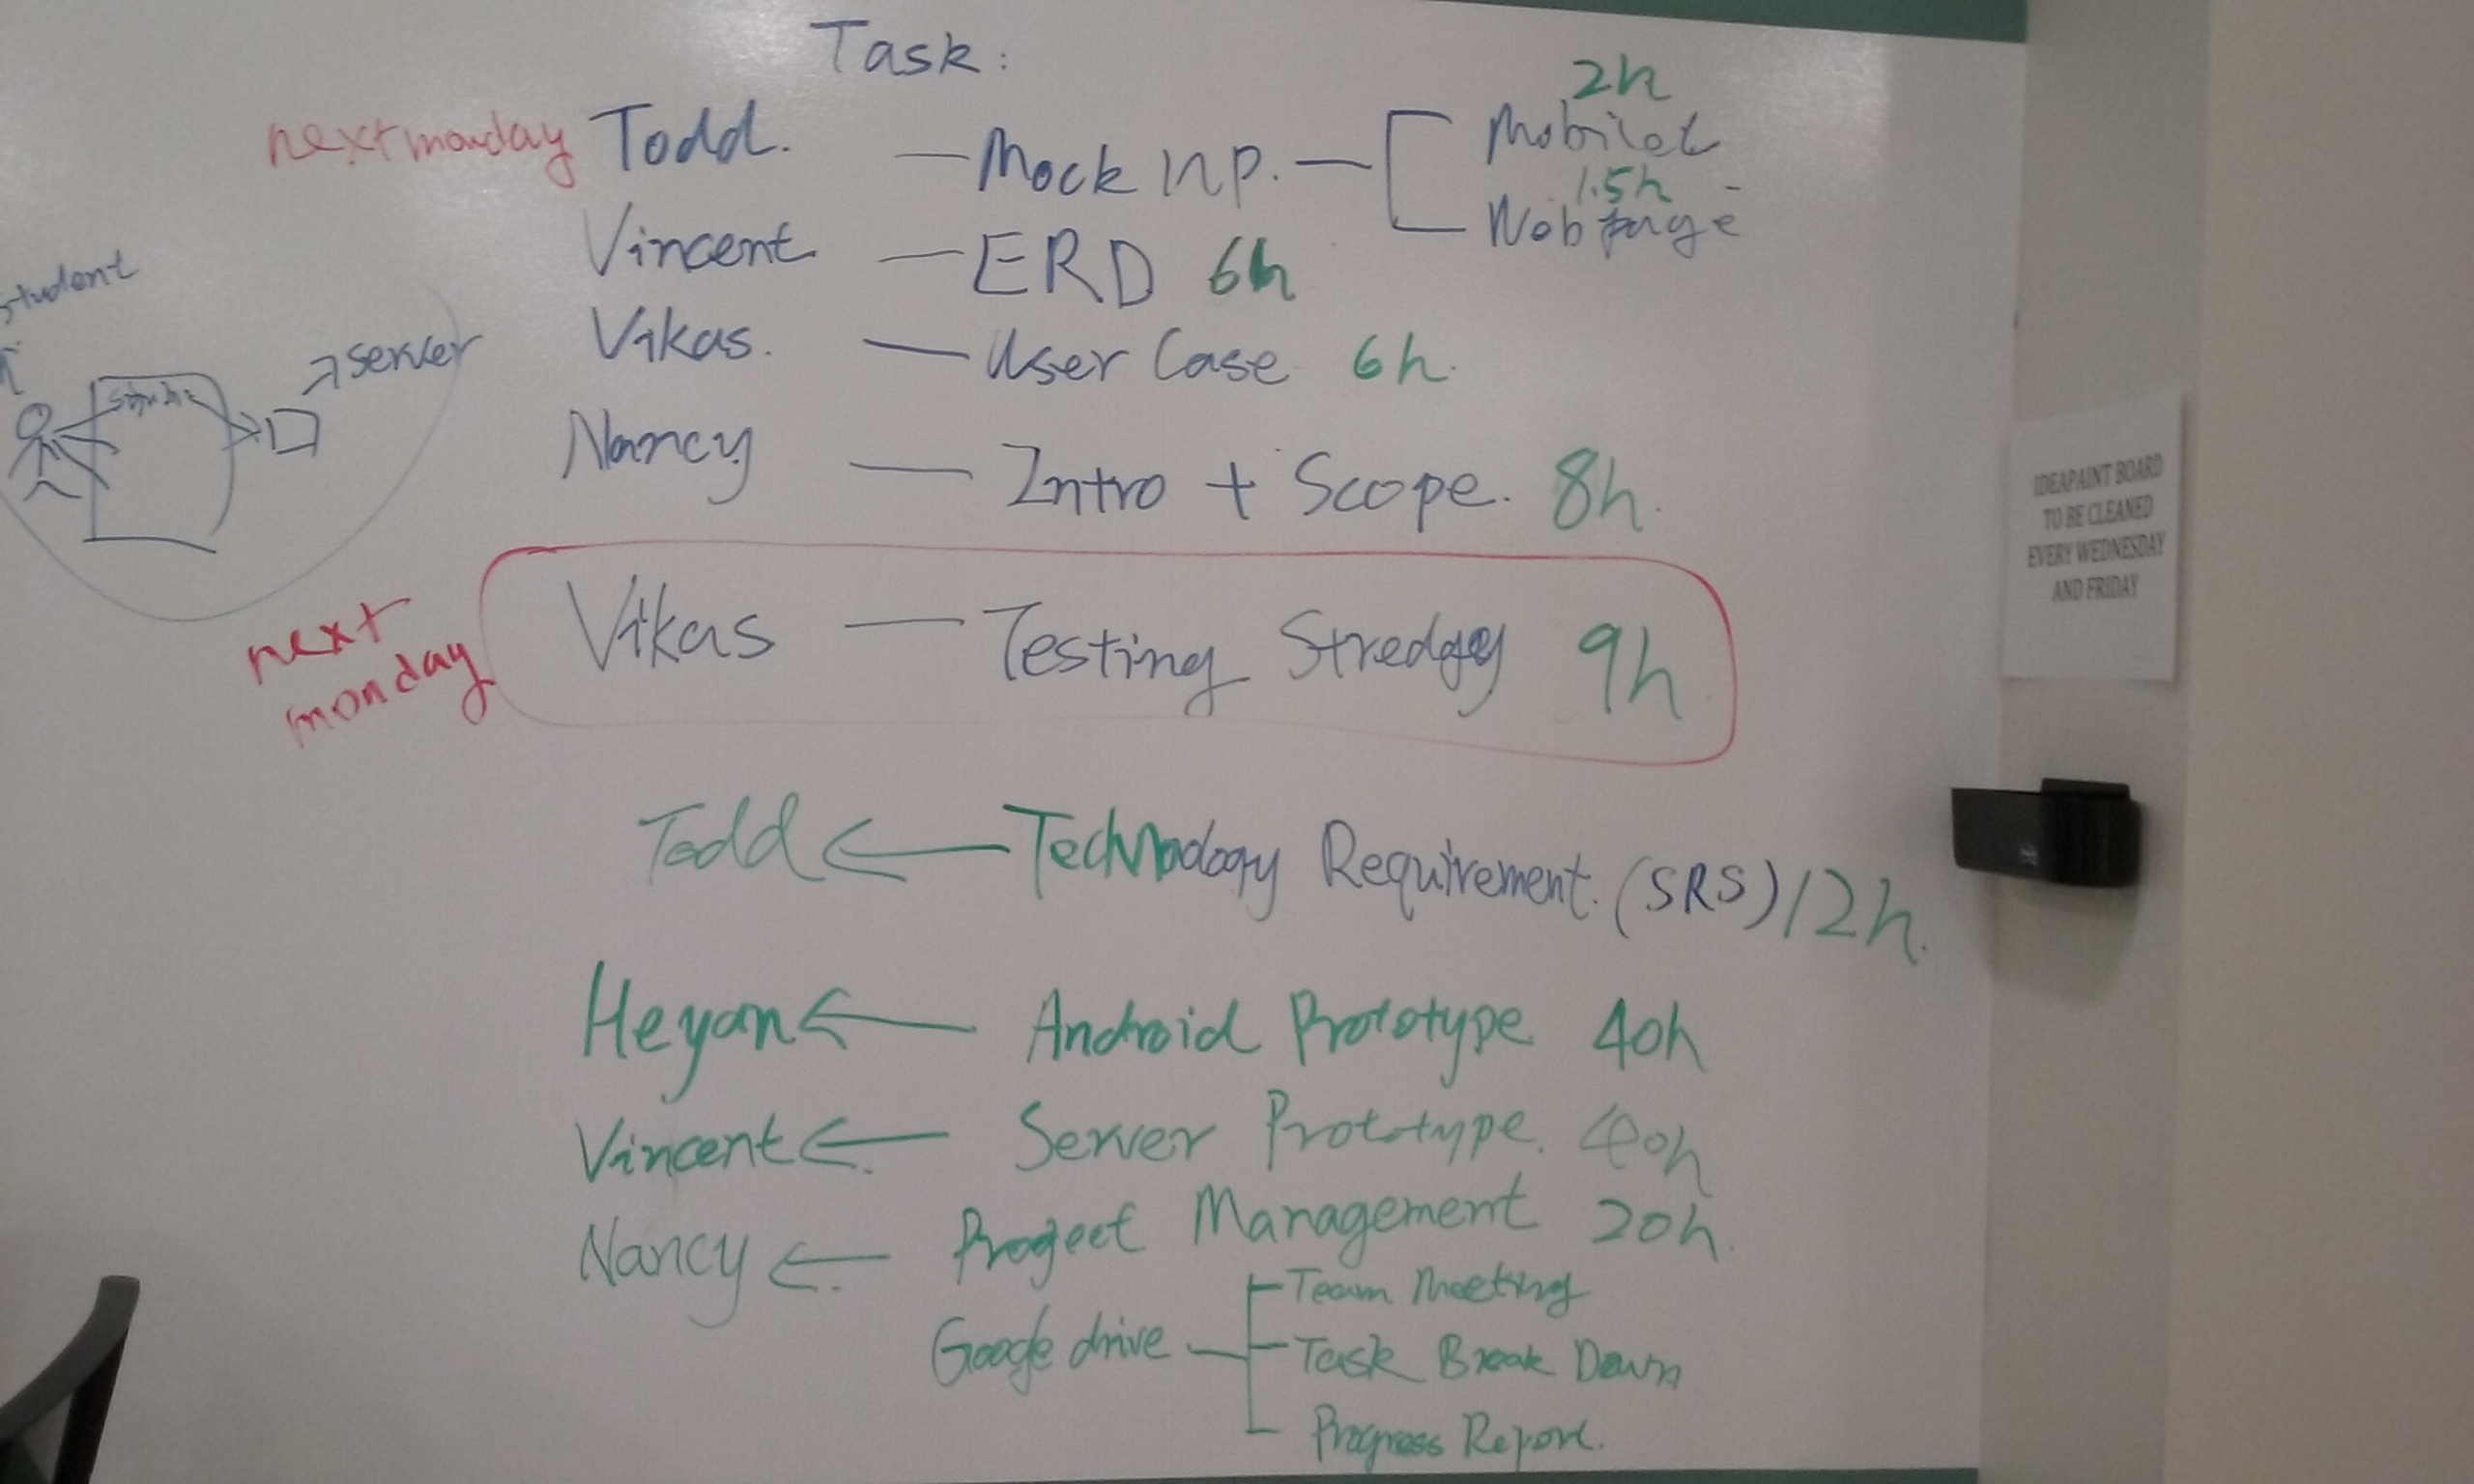 Task:
next monday Todd. — Mock up. — 2h
Mobile
1.5h
Web page
Vincent — ERD 6h
Vikas. — User Case 6h.
Nancy — Intro + Scope. 8h.
student
server
next monday
Vikas — Testing Stredgey 9h
Todd ← Technology Requirement. (SRS) 12h.
Heyan ← Android Prototype 40h
Vincent ← Server Prototype. 40h
Nancy ← Project Management 20h.
Google drive
Team Meeting
Task Break Down
Progress Report.
IDEAPAINT BOARD
TO BE CLEANED
EVERY WEDNESDAY
AND FRIDAY